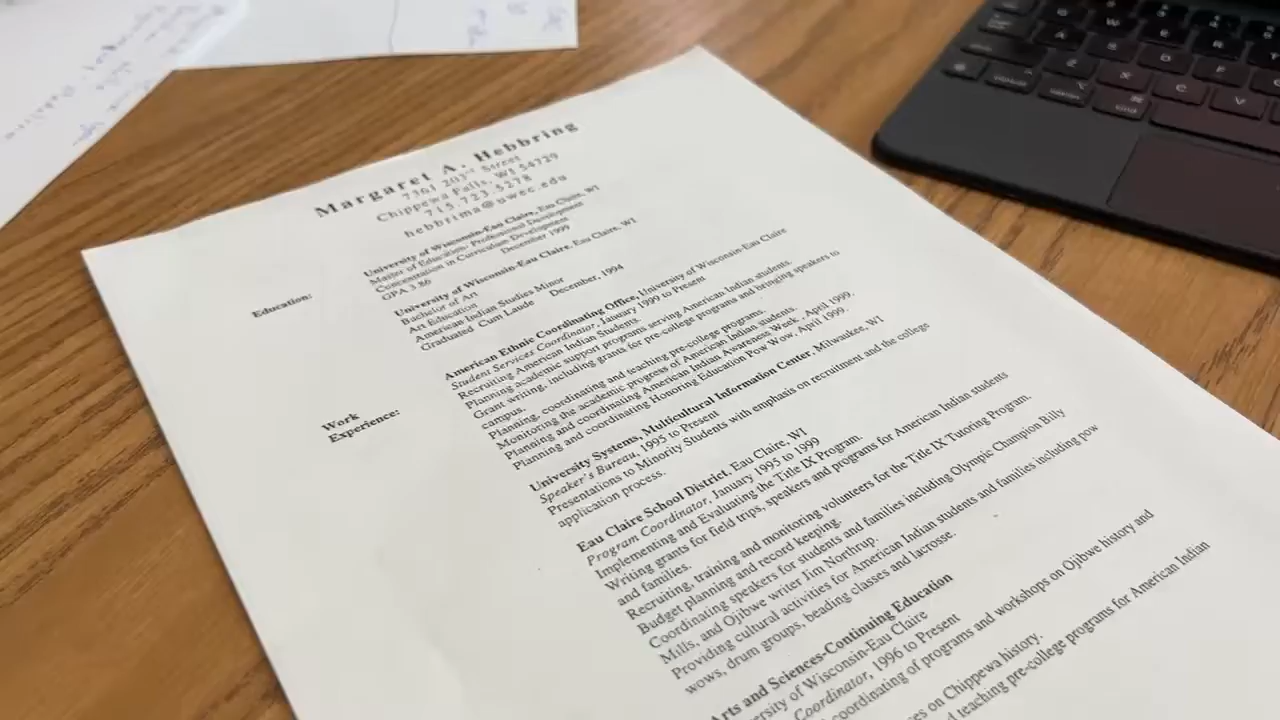 Margaret A. Hebbring
7361 203rd Street
Chippewa Falls, WI 54729
715.723.5278
hebbrima@uwec.edu
Education:
University of Wisconsin-Eau Claire, Eau Claire, WI
Master of Education- Professional Development
Concentration in Curriculum Development
GPA 3.86 December 1999
University of Wisconsin-Eau Claire, Eau Claire, WI
Bachelor of Art
Art Education
American Indian Studies Minor
Graduated Cum Laude December, 1994
Work
Experience:
American Ethnic Coordinating Office, University of Wisconsin-Eau Claire
Student Services Coordinator, January 1999 to Present
Recruiting American Indian Students.
Planning academic support programs serving American Indian students.
Grant writing, including grants for pre-college programs and bringing speakers to
campus.
Planning, coordinating and teaching pre-college programs.
Monitoring the academic progress of American Indian students.
Planning and coordinating American Indian Awareness Week, April 1999.
Planning and coordinating Honoring Education Pow Wow, April 1999.
University Systems, Multicultural Information Center, Milwaukee, WI
Speaker's Bureau, 1995 to Present
Presentations to Minority Students with emphasis on recruitment and the college
application process.
Eau Claire School District, Eau Claire, WI
Program Coordinator, January 1995 to 1999
Implementing and Evaluating the Title IX Program.
Writing grants for field trips, speakers and programs for American Indian students
and families.
Recruiting, training and monitoring volunteers for the Title IX Tutoring Program.
Budget planning and record keeping.
Coordinating speakers for students and families including Olympic Champion Billy
Mills, and Ojibwe writer Jim Northrup.
Providing cultural activities for American Indian students and families including pow
wows, drum groups, beading classes and lacrosse.
Arts and Sciences-Continuing Education
of Wisconsin-Eau Claire
Coordinator, 1996 to Present
coordinating of programs and workshops on Ojibwe history and
on Chippewa history.
teaching pre-college programs for American Indian